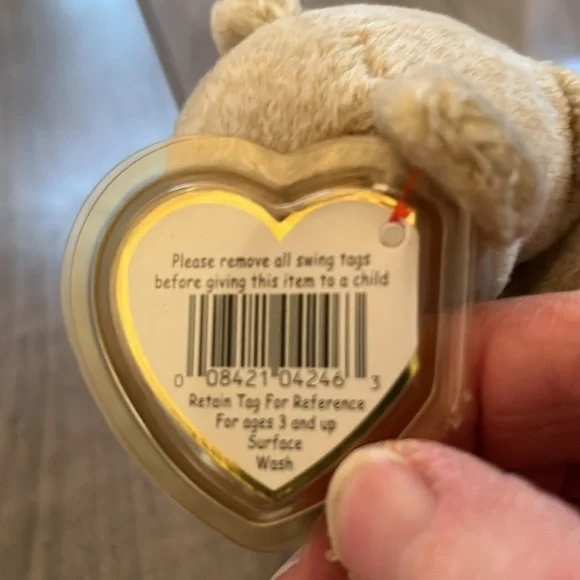 Please remove all swing tags
before giving this item to a child
0 08421 04246 3
Retain Tag For Reference
For ages 3 and up
Surface
Wash